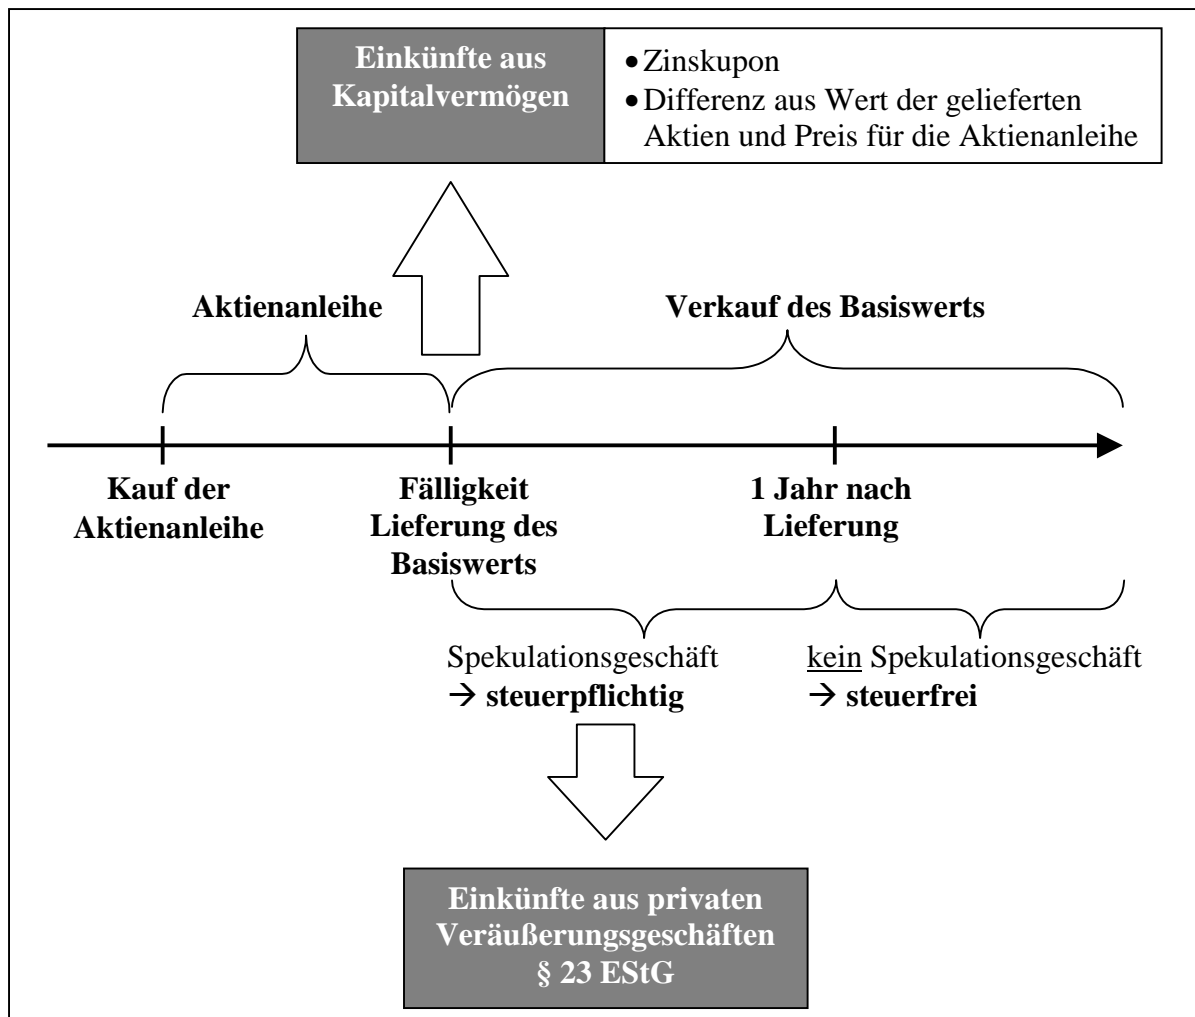 Einkünfte aus
Kapitalvermögen
• Zinskupon
• Differenz aus Wert der gelieferten
Aktien und Preis für die Aktienanleihe
Aktienanleihe
Verkauf des Basiswerts
Kauf der
Aktienanleihe
Fälligkeit
Lieferung des
Basiswerts
1 Jahr nach
Lieferung
Spekulationsgeschäft
→ steuerpflichtig
kein Spekulationsgeschäft
→ steuerfrei
Einkünfte aus privaten
Veräußerungsgeschäften
§ 23 EStG